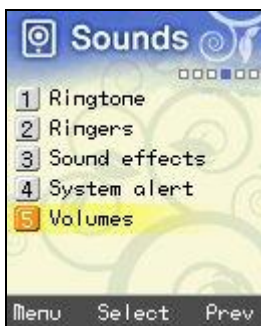 Sounds
1 Ringtone
2 Ringers
3 Sound effects
4 System alert
5 Volumes
Menu Select Prev